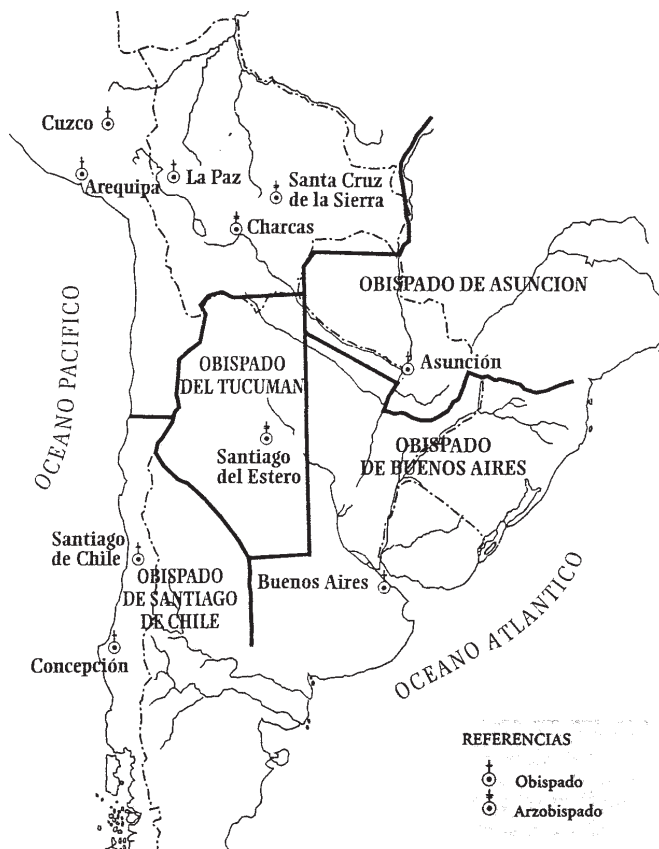 Cuzco
Arequipa
La Paz
Santa Cruz
de la Sierra
Charcas
OBISPADO DE ASUNCION
OCEANO PACIFICO
OBISPADO
DEL TUCUMAN
Asunción
Santiago
del Estero
OBISPADO
DE BUENOS AIRES
Santiago
de Chile
OBISPADO
DE SANTIAGO
DE CHILE
Buenos Aires
Concepción
OCEANO ATLANTICO
REFERENCIAS
Obispado
Arzobispado